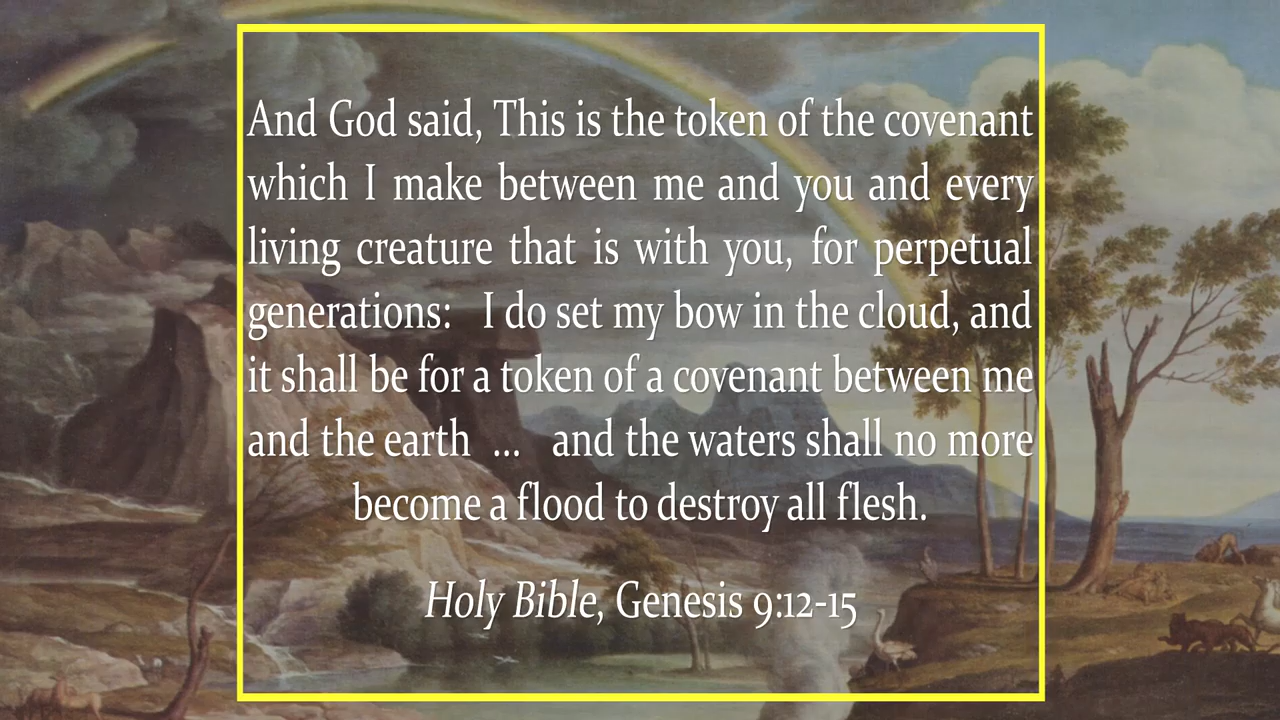 And God said, This is the token of the covenant
which I make between me and you and every
living creature that is with you, for perpetual
generations: I do set my bow in the cloud, and
it shall be for a token of a covenant between me
and the earth ... and the waters shall no more
become a flood to destroy all flesh.
Holy Bible, Genesis 9:12-15